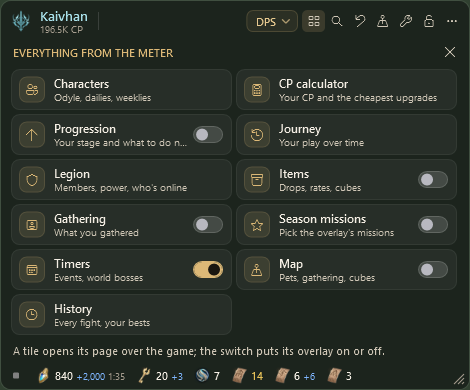 Kaivhan
196.5K CP
DPS
EVERYTHING FROM THE METER
Characters
Odyle, dailies, weeklies
CP calculator
Your CP and the cheapest upgrades
Progression
Your stage and what to do n...
Journey
Your play over time
Legion
Members, power, who's online
Items
Drops, rates, cubes
Gathering
What you gathered
Season missions
Pick the overlay's missions
Timers
Events, world bosses
Map
Pets, gathering, cubes
History
Every fight, your bests
A tile opens its page over the game; the switch puts its overlay on or off.
840 +2,000 1:35 20 +3 7 14 6 +6 3